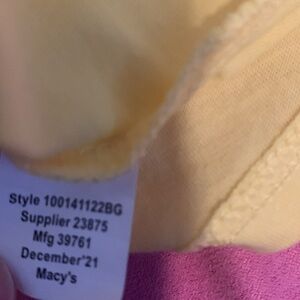 Style 100141122BG
Supplier 23875
Mfg 39761
December'21
Macy's